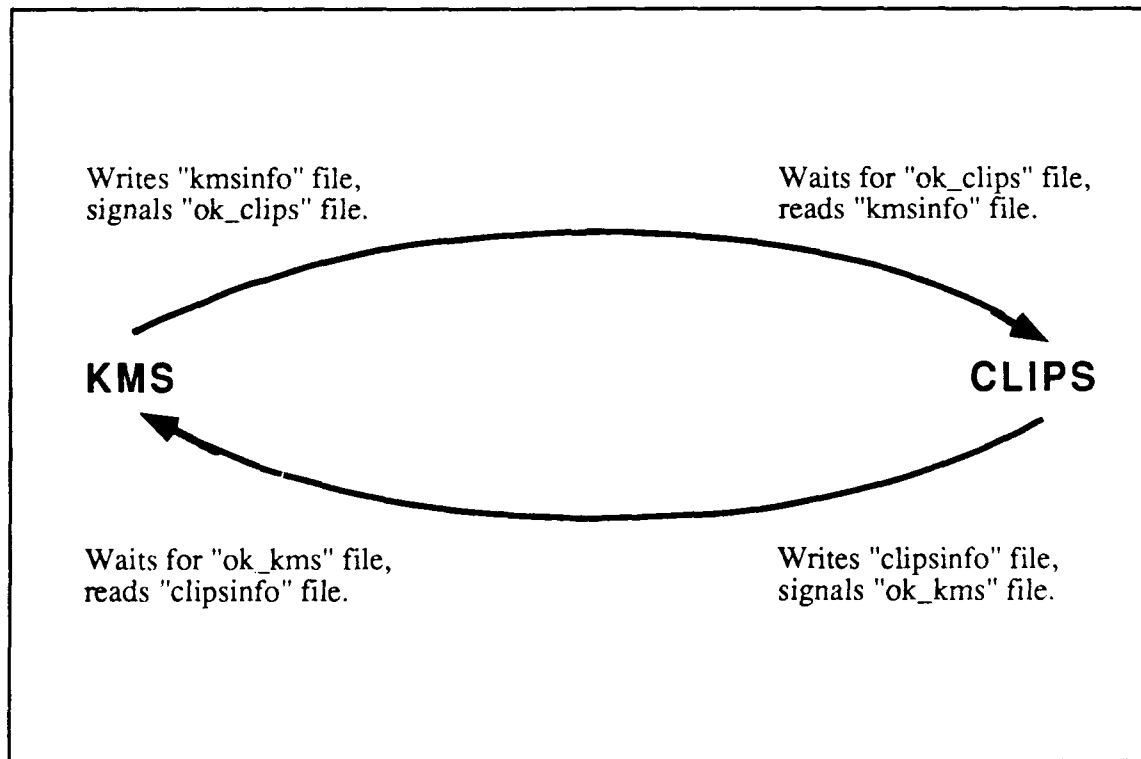 Writes "kmsinfo" file,
signals "ok_clips" file.
Waits for "ok_clips" file,
reads "kmsinfo" file.
KMS
CLIPS
Waits for "ok_kms" file,
reads "clipsinfo" file.
Writes "clipsinfo" file,
signals "ok_kms" file.